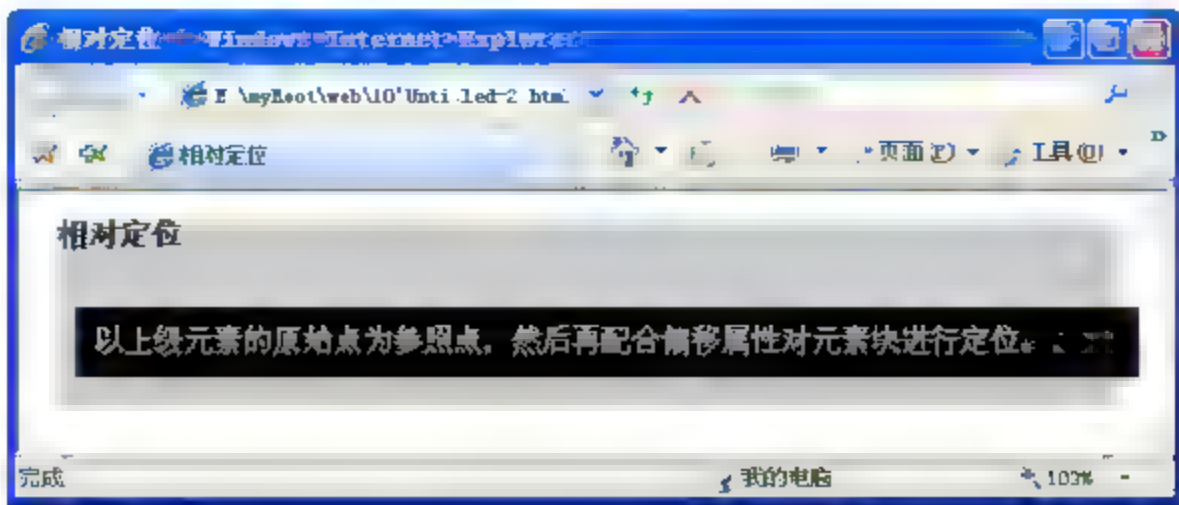 相对定位 - Windows Internet Explorer
E:\myRoot\web\10\Untitled-2.html
相对定位
页面(P)
工具(O)
相对定位
以上级元素的原始点为参照点，然后再配合偏移属性对元素块进行定位。
完成
我的电脑
100%